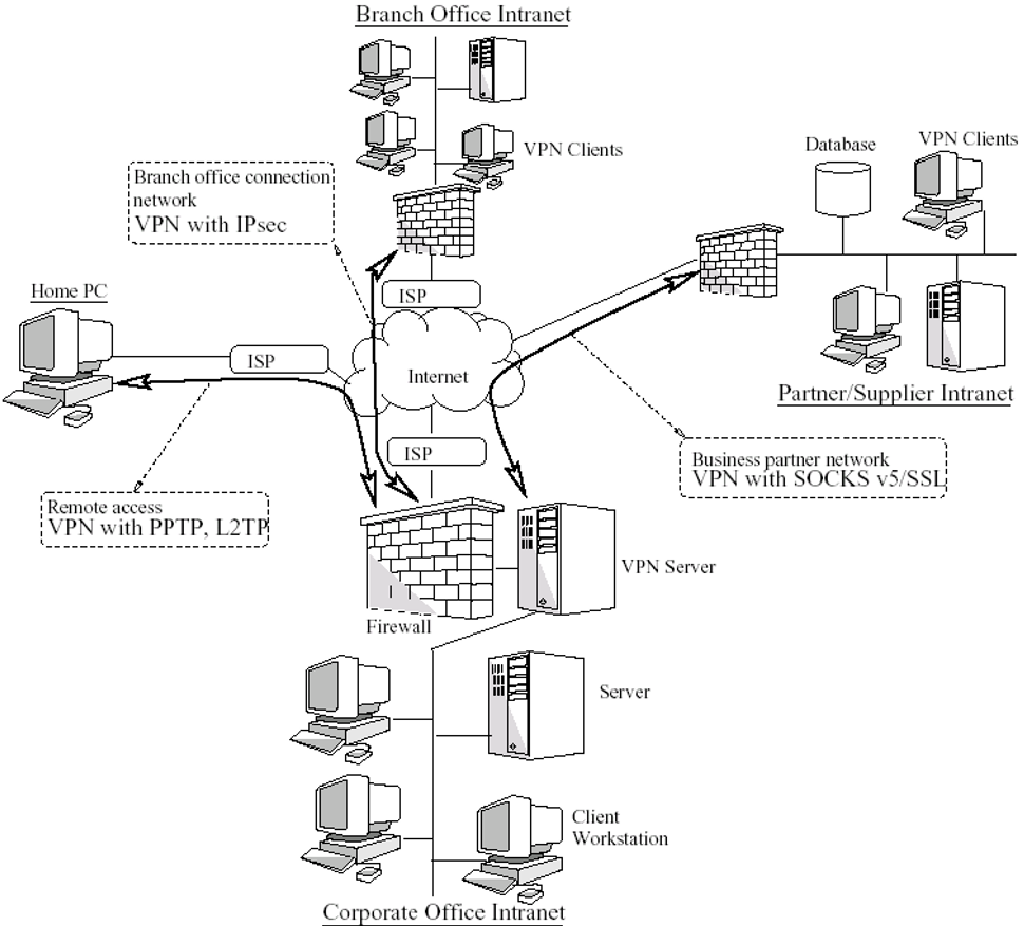 Branch Office Intranet
VPN Clients
Branch office connection
network
VPN with IPsec
Database
VPN Clients
Home PC
ISP
ISP
Internet
Partner/Supplier Intranet
ISP
Business partner network
VPN with SOCKS v5/SSL
Remote access
VPN with PPTP, L2TP
VPN Server
Firewall
Server
Client
Workstation
Corporate Office Intranet